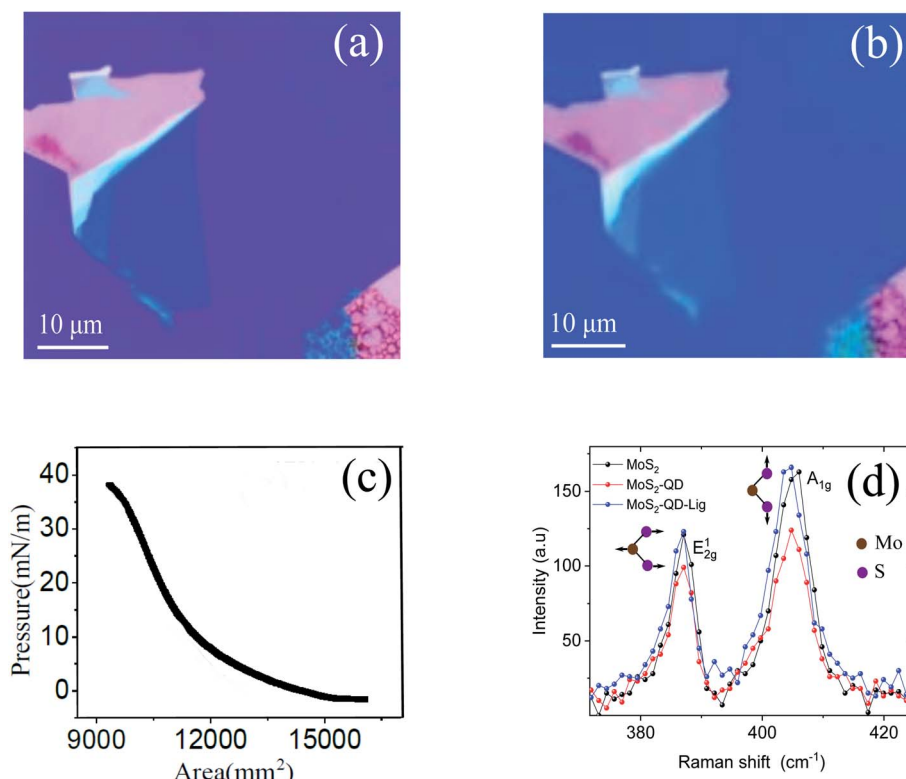 (a)
10 μm
(b)
10 μm
(c)
Pressure(mN/m)
40
30
20
10
0
9000 12000 15000
Area(mm²)
(d)
MoS₂
MoS₂-QD
MoS₂-QD-Lig
E¹₂g
A₁g
Mo
S
Intensity (a.u)
150
100
50
380 400 420
Raman shift (cm⁻¹)